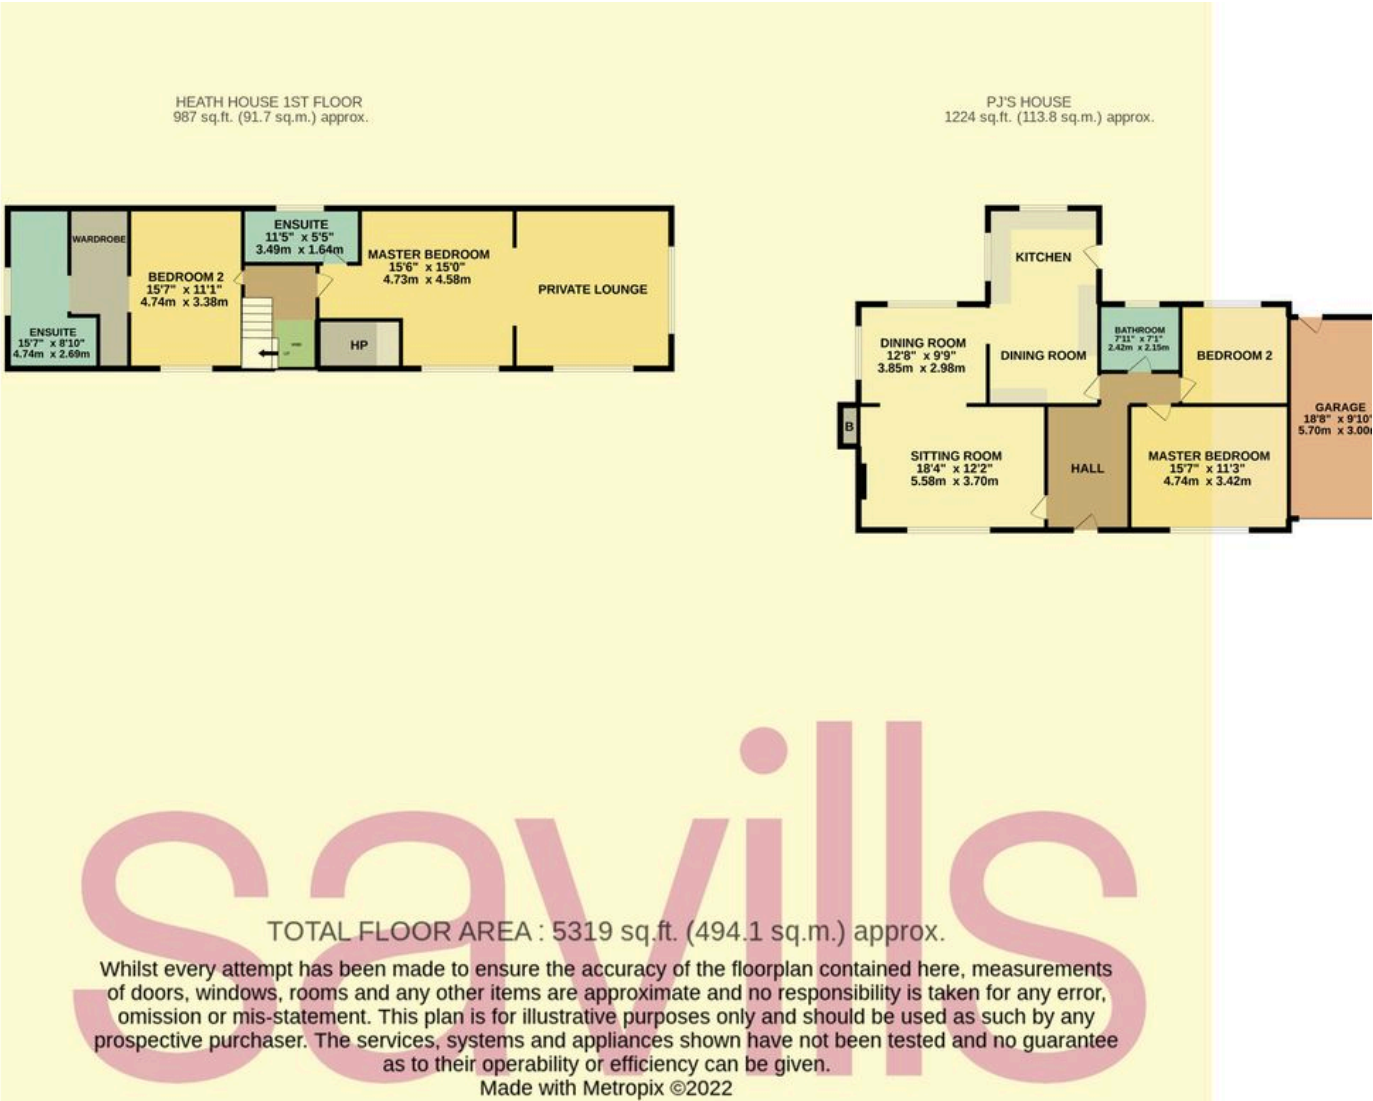 HEATH HOUSE 1ST FLOOR
987 sq.ft. (91.7 sq.m.) approx.
PJ'S HOUSE
1224 sq.ft. (113.8 sq.m.) approx.
WARDROBE
ENSUITE
15'7" x 8'10"
4.74m x 2.69m
BEDROOM 2
15'7" x 11'1"
4.74m x 3.38m
ENSUITE
11'5" x 5'5"
3.49m x 1.64m
MASTER BEDROOM
15'6" x 15'0"
4.73m x 4.58m
PRIVATE LOUNGE
HP
KITCHEN
DINING ROOM
12'8" x 9'9"
3.85m x 2.98m
DINING ROOM
BATHROOM
7'11" x 7'1"
2.42m x 2.15m
BEDROOM 2
B
SITTING ROOM
18'4" x 12'2"
5.58m x 3.70m
HALL
MASTER BEDROOM
15'7" x 11'3"
4.74m x 3.42m
GARAGE
18'8" x 9'10"
5.70m x 3.00m
savills
TOTAL FLOOR AREA : 5319 sq.ft. (494.1 sq.m.) approx.
Whilst every attempt has been made to ensure the accuracy of the floorplan contained here, measurements
of doors, windows, rooms and any other items are approximate and no responsibility is taken for any error,
omission or mis-statement. This plan is for illustrative purposes only and should be used as such by any
prospective purchaser. The services, systems and appliances shown have not been tested and no guarantee
as to their operability or efficiency can be given.
Made with Metropix ©2022